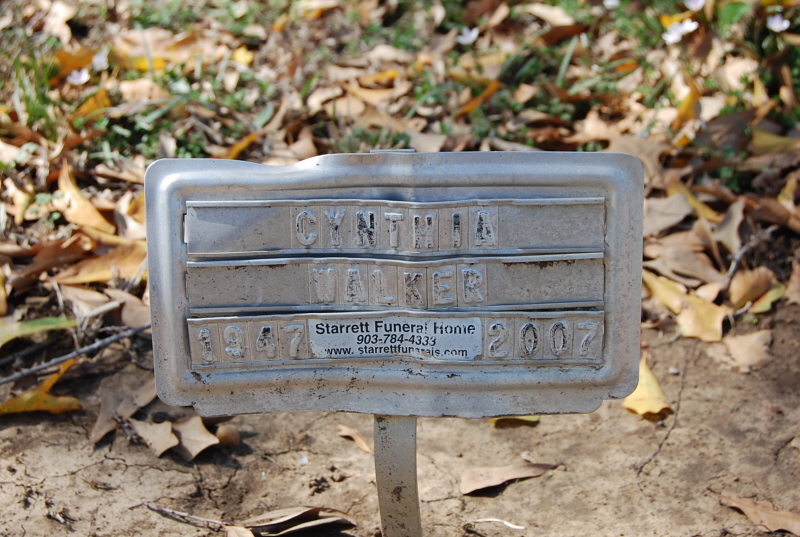 CYNTHIA
WALKER
1947 Starrett Funeral Home 2007
903-784-4333
www.starrettfunerals.com